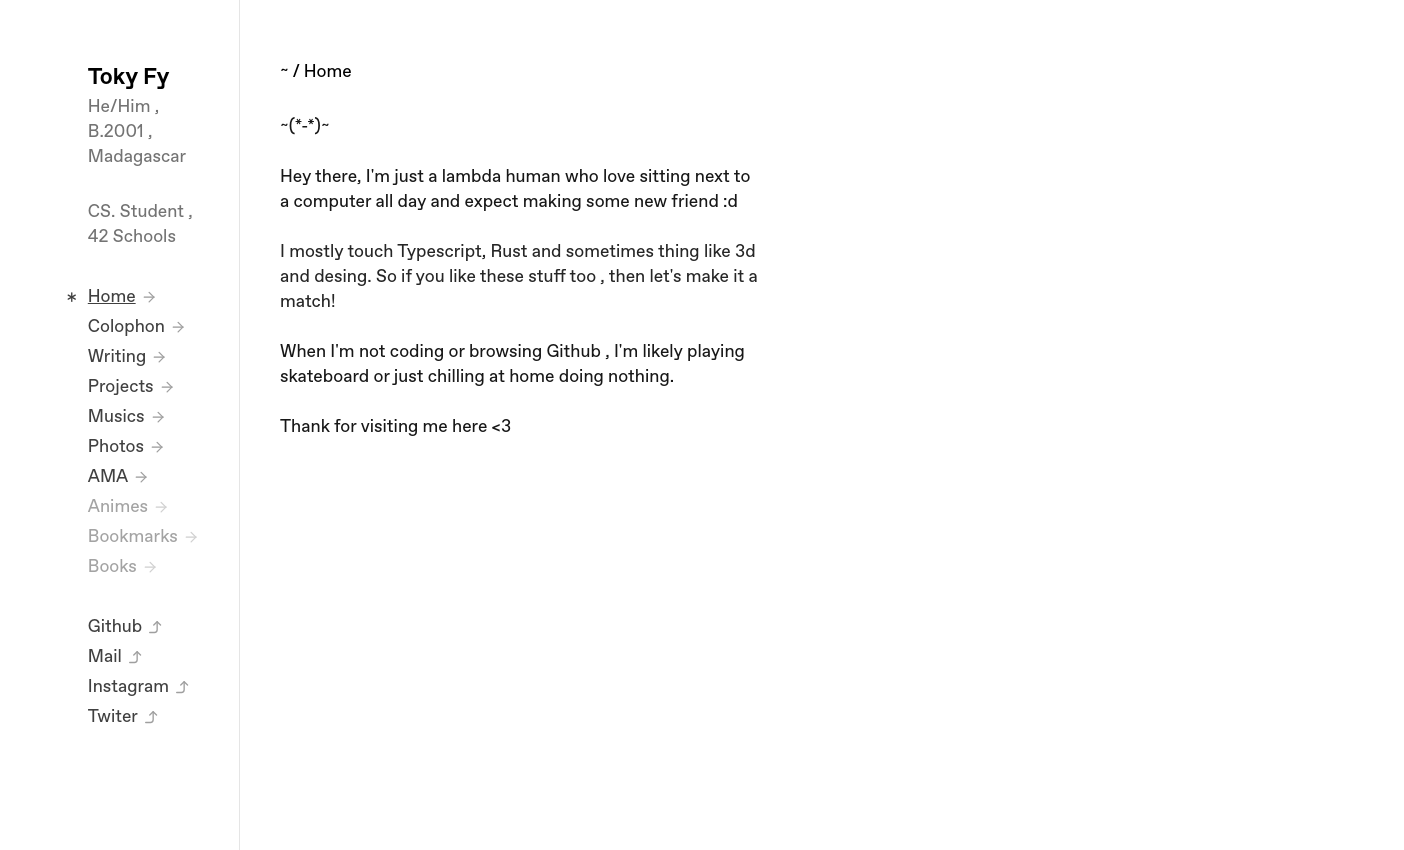 Toky Fy
He/Him ,
B.2001 ,
Madagascar
CS. Student ,
42 Schools
* Home →
Colophon →
Writing →
Projects →
Musics →
Photos →
AMA →
Animes →
Bookmarks →
Books →
Github ⤴
Mail ⤴
Instagram ⤴
Twiter ⤴
~ / Home
~(*-*)~
Hey there, I'm just a lambda human who love sitting next to
a computer all day and expect making some new friend :d
I mostly touch Typescript, Rust and sometimes thing like 3d
and desing. So if you like these stuff too , then let's make it a
match!
When I'm not coding or browsing Github , I'm likely playing
skateboard or just chilling at home doing nothing.
Thank for visiting me here <3